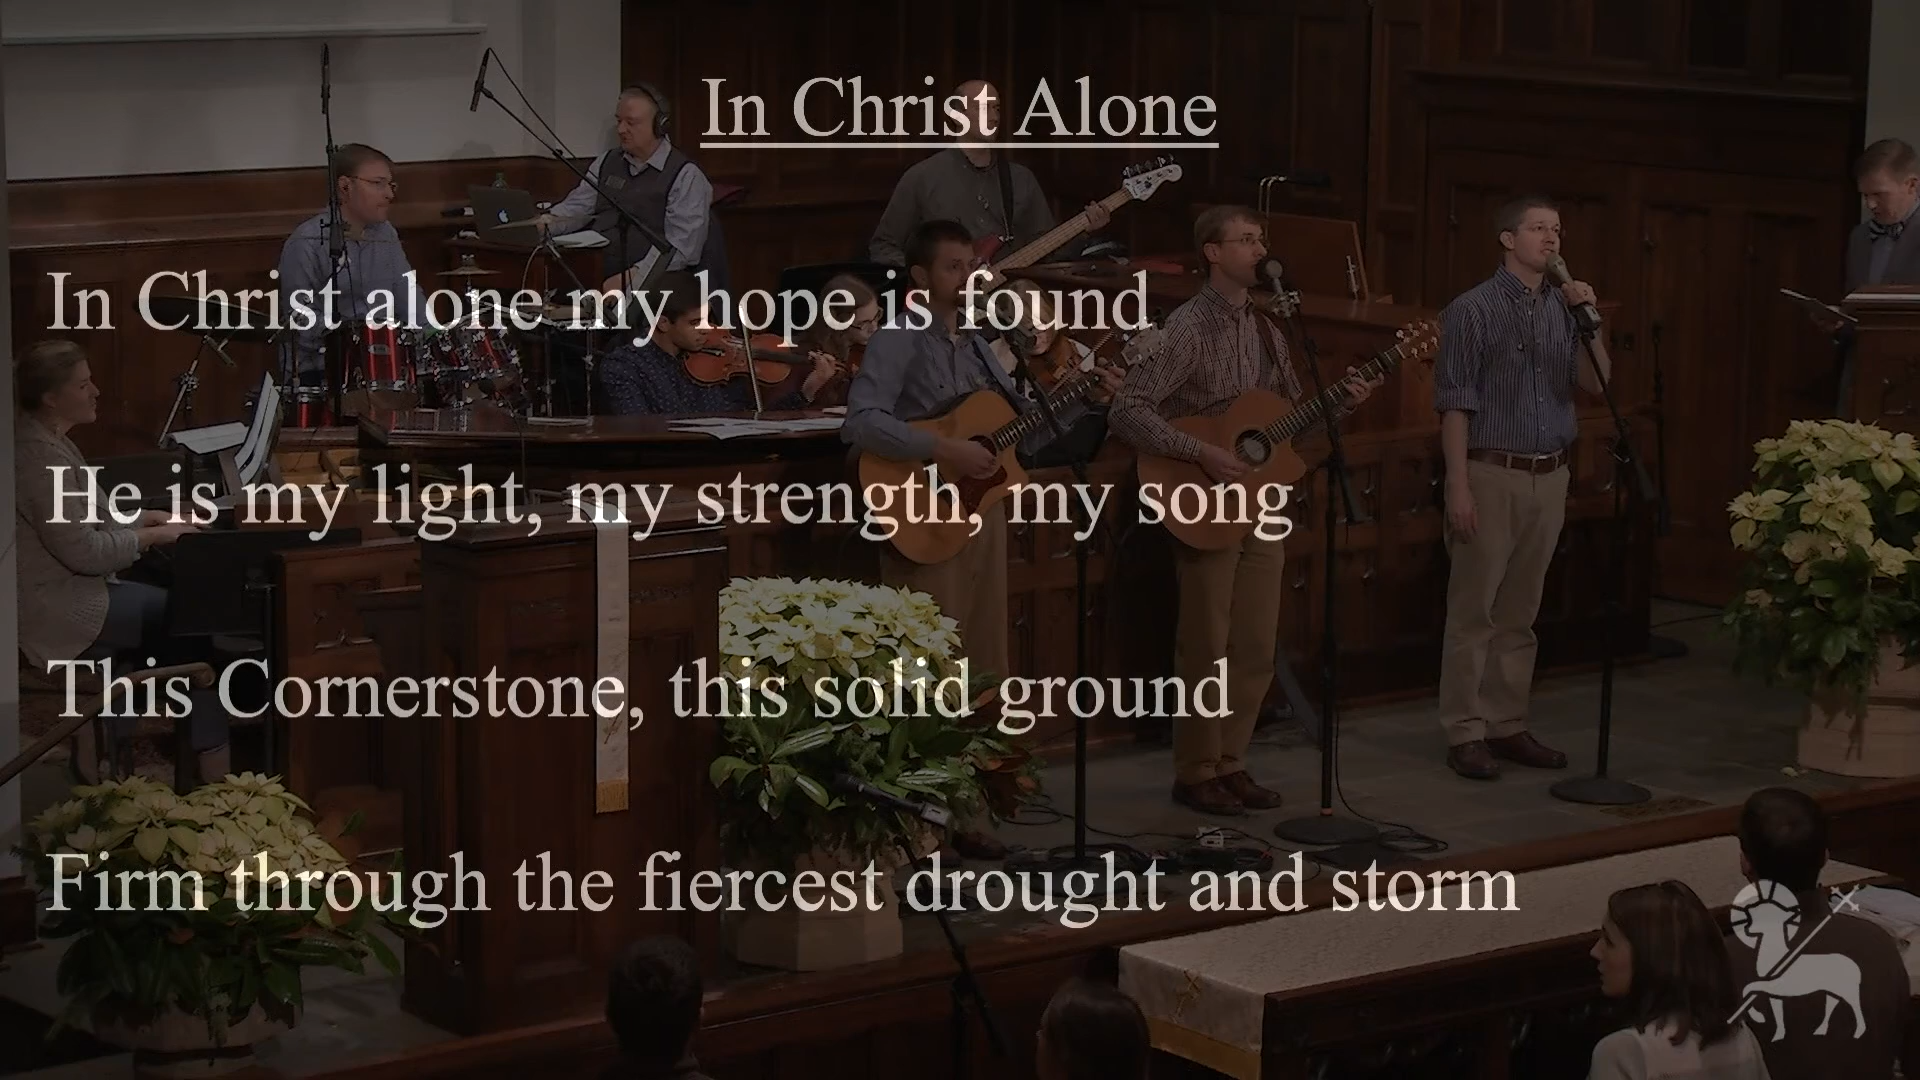 In Christ Alone
In Christ alone my hope is found
He is my light, my strength, my song
This Cornerstone, this solid ground
Firm through the fiercest drought and storm